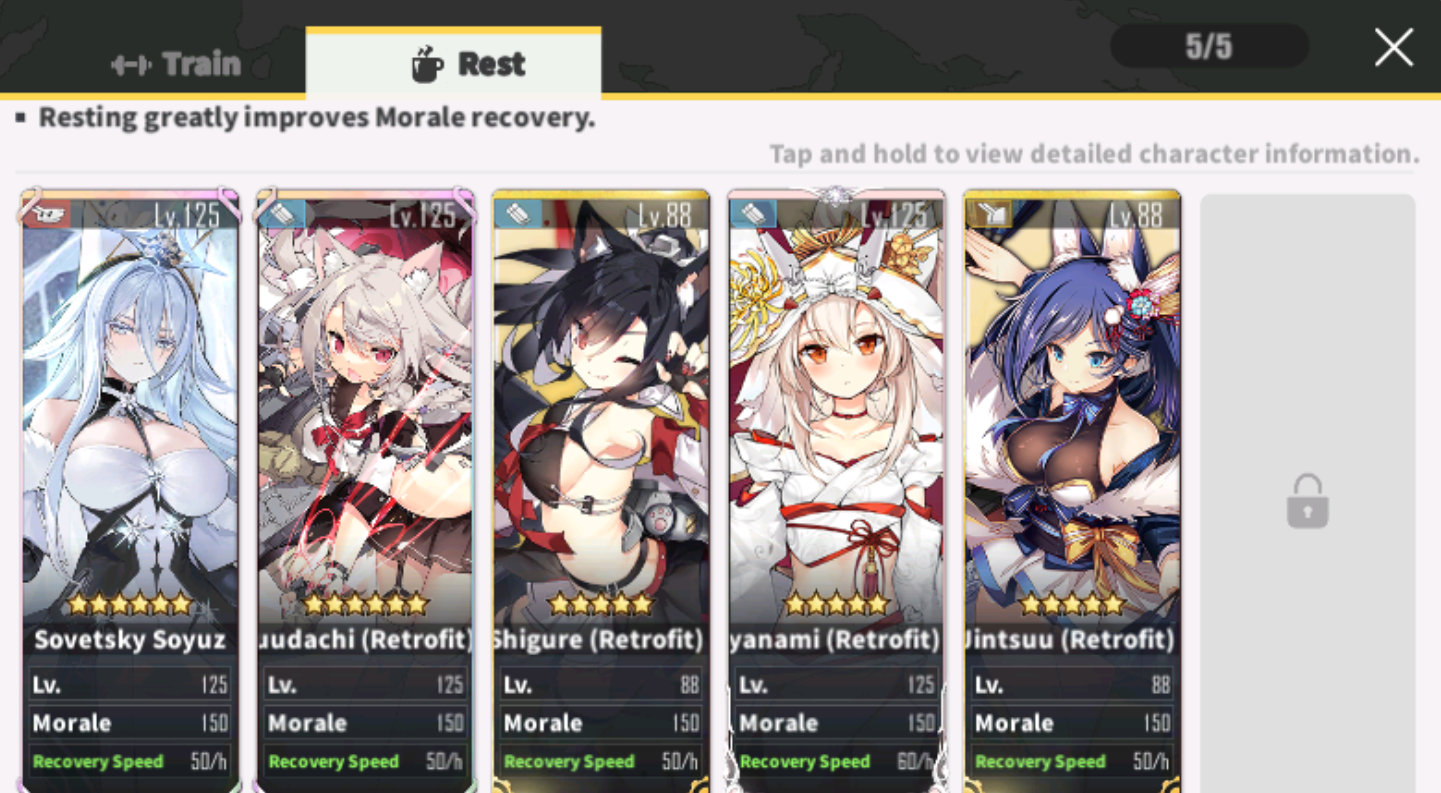 Train
Rest
5/5
▪ Resting greatly improves Morale recovery.
Tap and hold to view detailed character information.
Lv.125
Lv.125
Lv.88
Lv.125
Lv.88
Sovetsky Soyuz
uudachi (Retrofit)
Shigure (Retrofit)
yanami (Retrofit)
Jintsuu (Retrofit)
Lv. 125
Lv. 125
Lv. 88
Lv. 125
Lv. 88
Morale 150
Morale 150
Morale 150
Morale 150
Morale 150
Recovery Speed 50/h
Recovery Speed 50/h
Recovery Speed 50/h
Recovery Speed 60/h
Recovery Speed 50/h